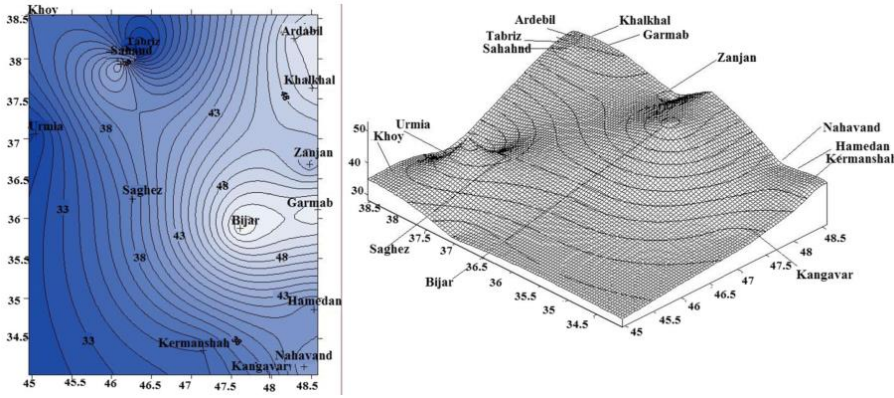 Khoy
38.5
Ardabil
Tabriz
Sahand
38
Khalkhal
48
37.5
43
38
Urmia
37
Zanjan
36.5
Saghez
48
Garmab
33
36
Bijar
43
35.5
38
48
35
43
Hamedan
34.5
33
Kermanshah
Nahavand
Kangavar
45 45.5 46 46.5 47 47.5 48 48.5
Ardebil
Khalkhal
Tabriz
Garmab
Sahahnd
Zanjan
50
Urmia
Nahavand
40
Khoy
Hamedan
Kermanshal
30
38.5
38
48.5
Saghez
37.5
48
37
47
Bijar
36.5
47.5
Kangavar
36
46.5
35.5
46
35
45.5
34.5
45